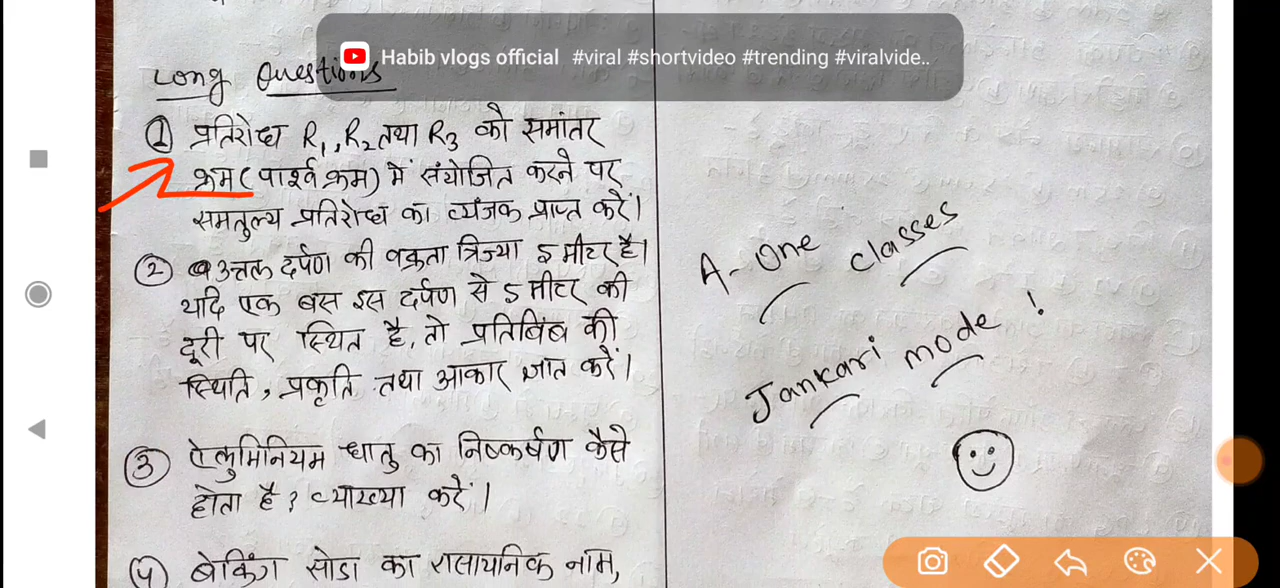 Habib vlogs official #viral #shortvideo #trending #viralvide..
Long Questions
① प्रतिरोध R₁, R₂ तथा R₃ को समांतर
क्रम (पार्श्व क्रम) में संयोजित करने पर
समतुल्य प्रतिरोध का व्यंजक प्राप्त करें।
② उत्तल दर्पण की वक्रता त्रिज्या 5 मीटर है।
यदि एक बस इस दर्पण से 5 मीटर की
दूरी पर स्थित है, तो प्रतिबिंब की
स्थिति, प्रकृति तथा आकार ज्ञात करें।
③ ऐलुमिनियम धातु का निष्कर्षण कैसे
होता है? व्याख्या करें।
④ बेकिंग सोडा का रासायनिक नाम,
A-One classes
Jankari mode!